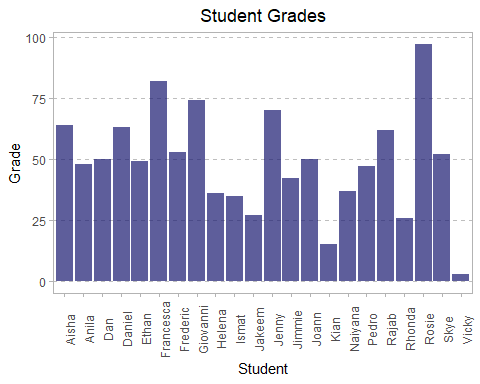 Student Grades
Grade
100
75
50
25
0
Aisha
Anila
Dan
Daniel
Ethan
Francesca
Frederic
Giovanni
Helena
Ismat
Jakeem
Jenny
Jimmie
Joann
Kian
Naiyana
Pedro
Rajab
Rhonda
Rosie
Skye
Vicky
Student